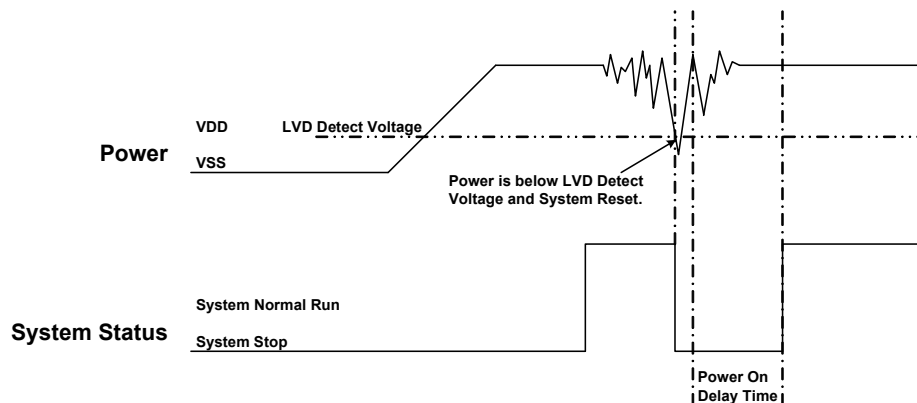 VDD
LVD Detect Voltage
Power
VSS
Power is below LVD Detect
Voltage and System Reset.
System Normal Run
System Status
System Stop
Power On
Delay Time